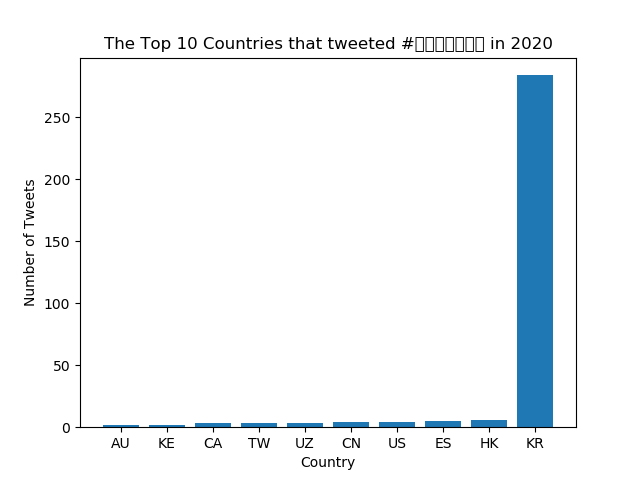 The Top 10 Countries that tweeted #▯▯▯▯▯▯▯ in 2020
250
200
150
100
50
0
Number of Tweets
AU KE CA TW UZ CN US ES HK KR
Country